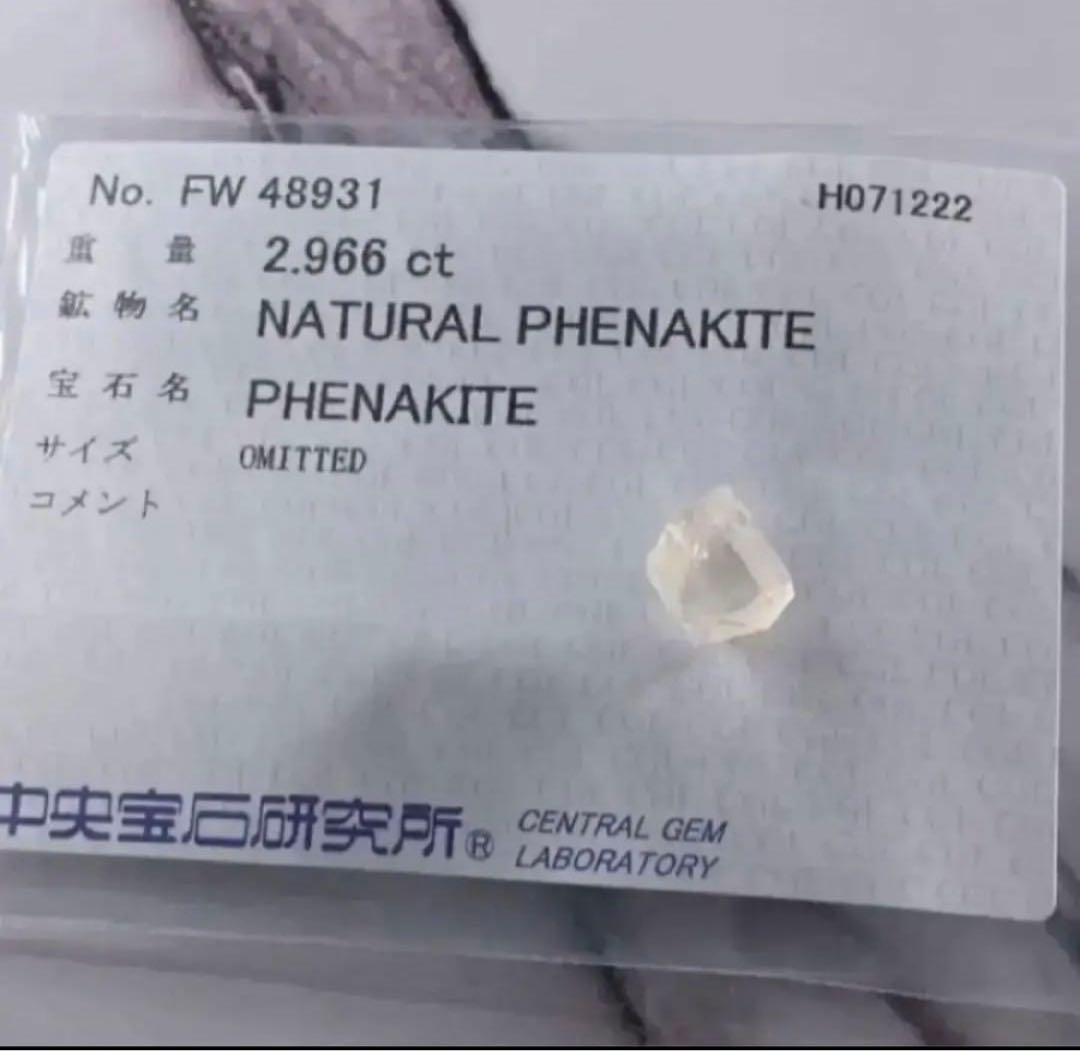 No. FW 48931 H071222
重 量 2.966 ct
鉱 物 名 NATURAL PHENAKITE
宝 石 名 PHENAKITE
サイズ OMITTED
コメント
中央宝石研究所® CENTRAL GEM
LABORATORY